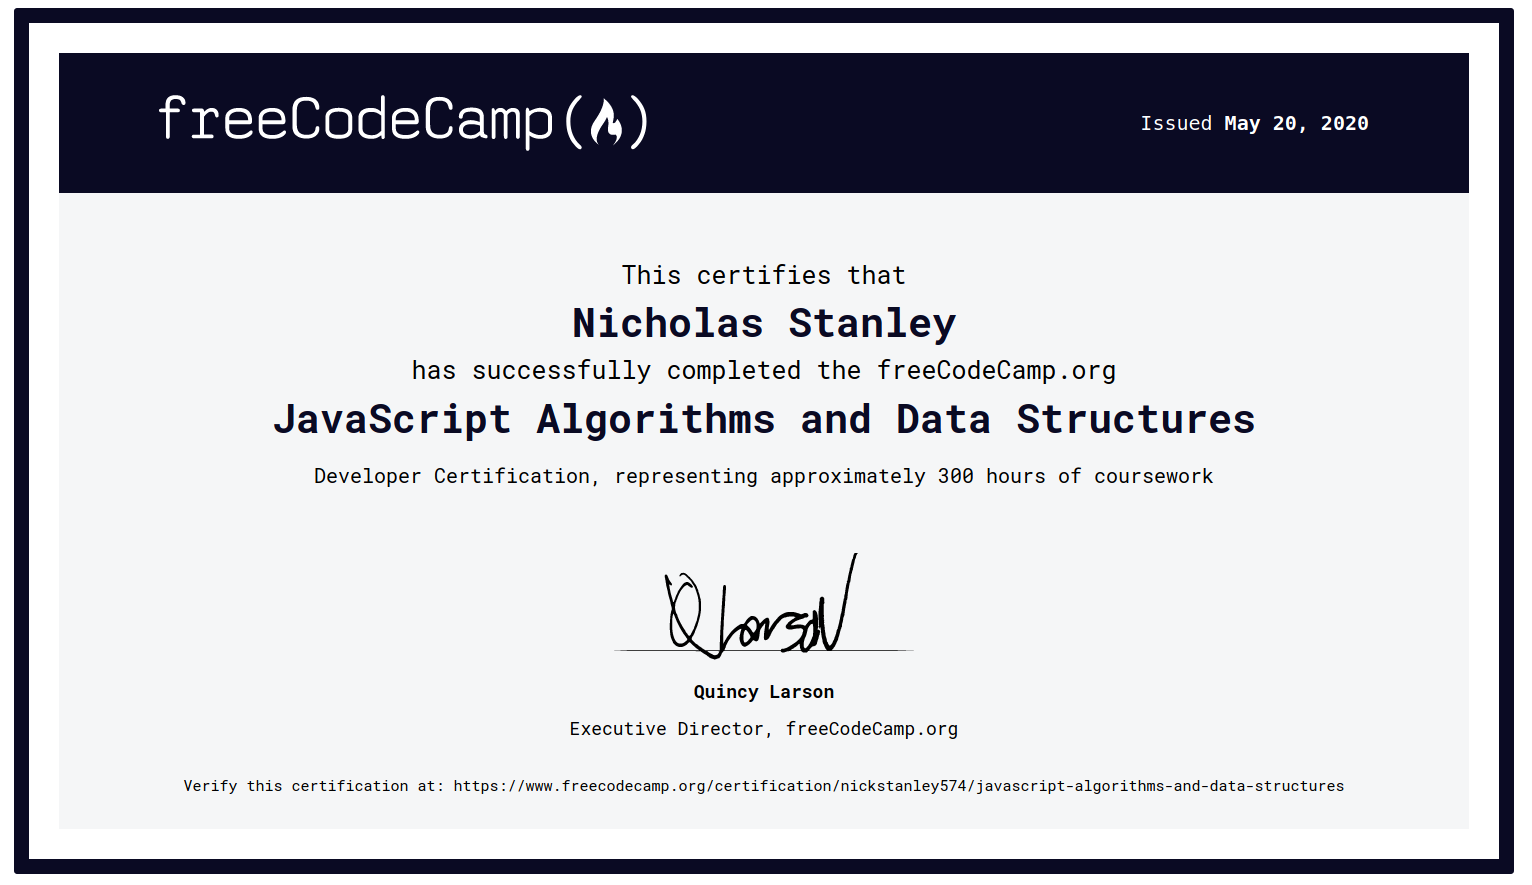 freeCodeCamp
Issued May 20, 2020
This certifies that
Nicholas Stanley
has successfully completed the freeCodeCamp.org
JavaScript Algorithms and Data Structures
Developer Certification, representing approximately 300 hours of coursework
Q Larson
Quincy Larson
Executive Director, freeCodeCamp.org
Verify this certification at: https://www.freecodecamp.org/certification/nickstanley574/javascript-algorithms-and-data-structures